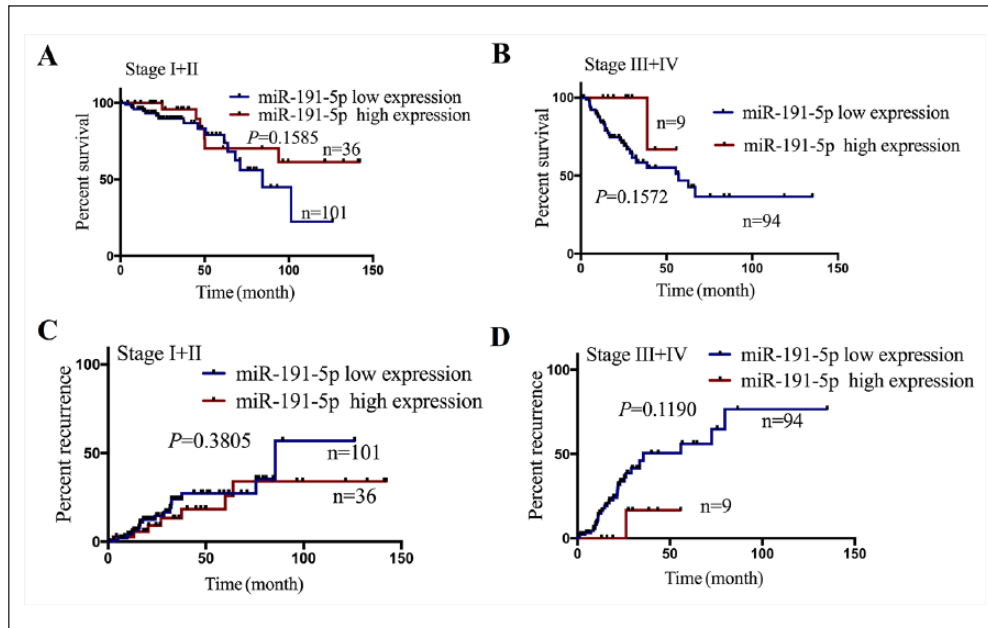 A
Stage I+II
miR-191-5p low expression
miR-191-5p high expression
P=0.1585
n=36
n=101
Percent survival
100
50
0
0 50 100 150
Time (month)
B
Stage III+IV
miR-191-5p low expression
miR-191-5p high expression
n=9
P=0.1572
n=94
Percent survival
100
50
0
0 50 100 150
Time (month)
C
Stage I+II
miR-191-5p low expression
miR-191-5p high expression
P=0.3805
n=101
n=36
Percent recurrence
100
50
0
0 50 100 150
Time (month)
D
Stage III+IV
miR-191-5p low expression
miR-191-5p high expression
P=0.1190
n=94
n=9
Percent recurrence
100
50
0
0 50 100 150
Time (month)